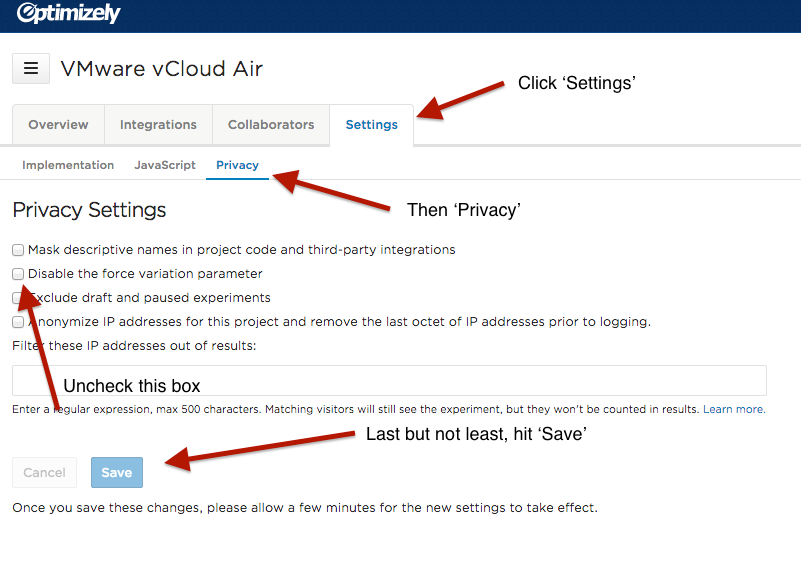 Optimizely
VMware vCloud Air
Click ‘Settings’
Overview Integrations Collaborators Settings
Implementation JavaScript Privacy
Then ‘Privacy’
Privacy Settings
Mask descriptive names in project code and third-party integrations
Disable the force variation parameter
Exclude draft and paused experiments
Anonymize IP addresses for this project and remove the last octet of IP addresses prior to logging.
Filter these IP addresses out of results:
Uncheck this box
Enter a regular expression, max 500 characters. Matching visitors will still see the experiment, but they won't be counted in results. Learn more.
Last but not least, hit ‘Save’
Cancel Save
Once you save these changes, please allow a few minutes for the new settings to take effect.